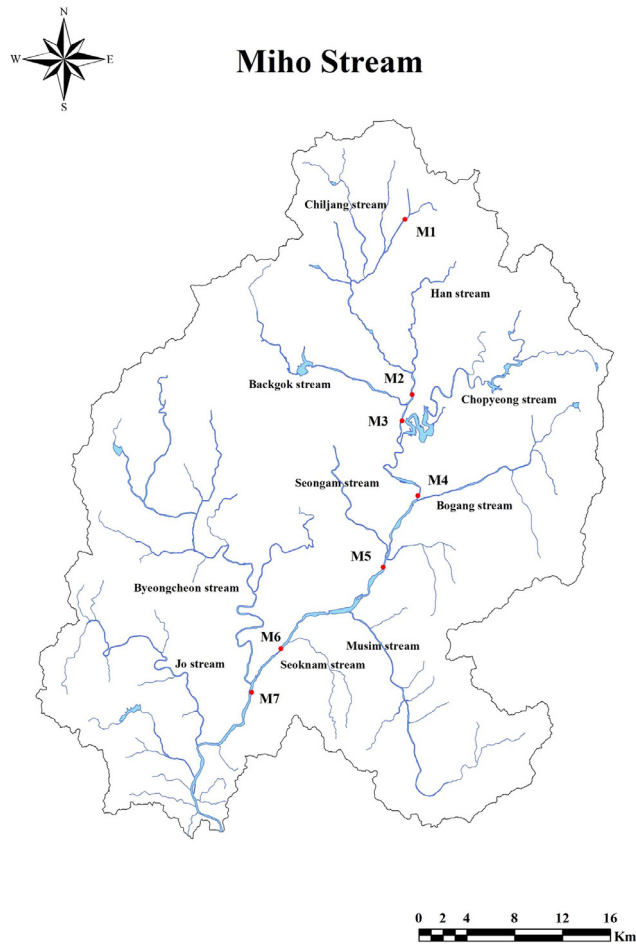 N
W
E
S
Miho Stream
Chiljang stream
M1
Han stream
M2
Backgok stream
Chopyeong stream
M3
Seongam stream
M4
Bogang stream
M5
Byeongcheon stream
M6
Musim stream
Jo stream
Seoknam stream
M7
0 2 4 8 12 16
Km